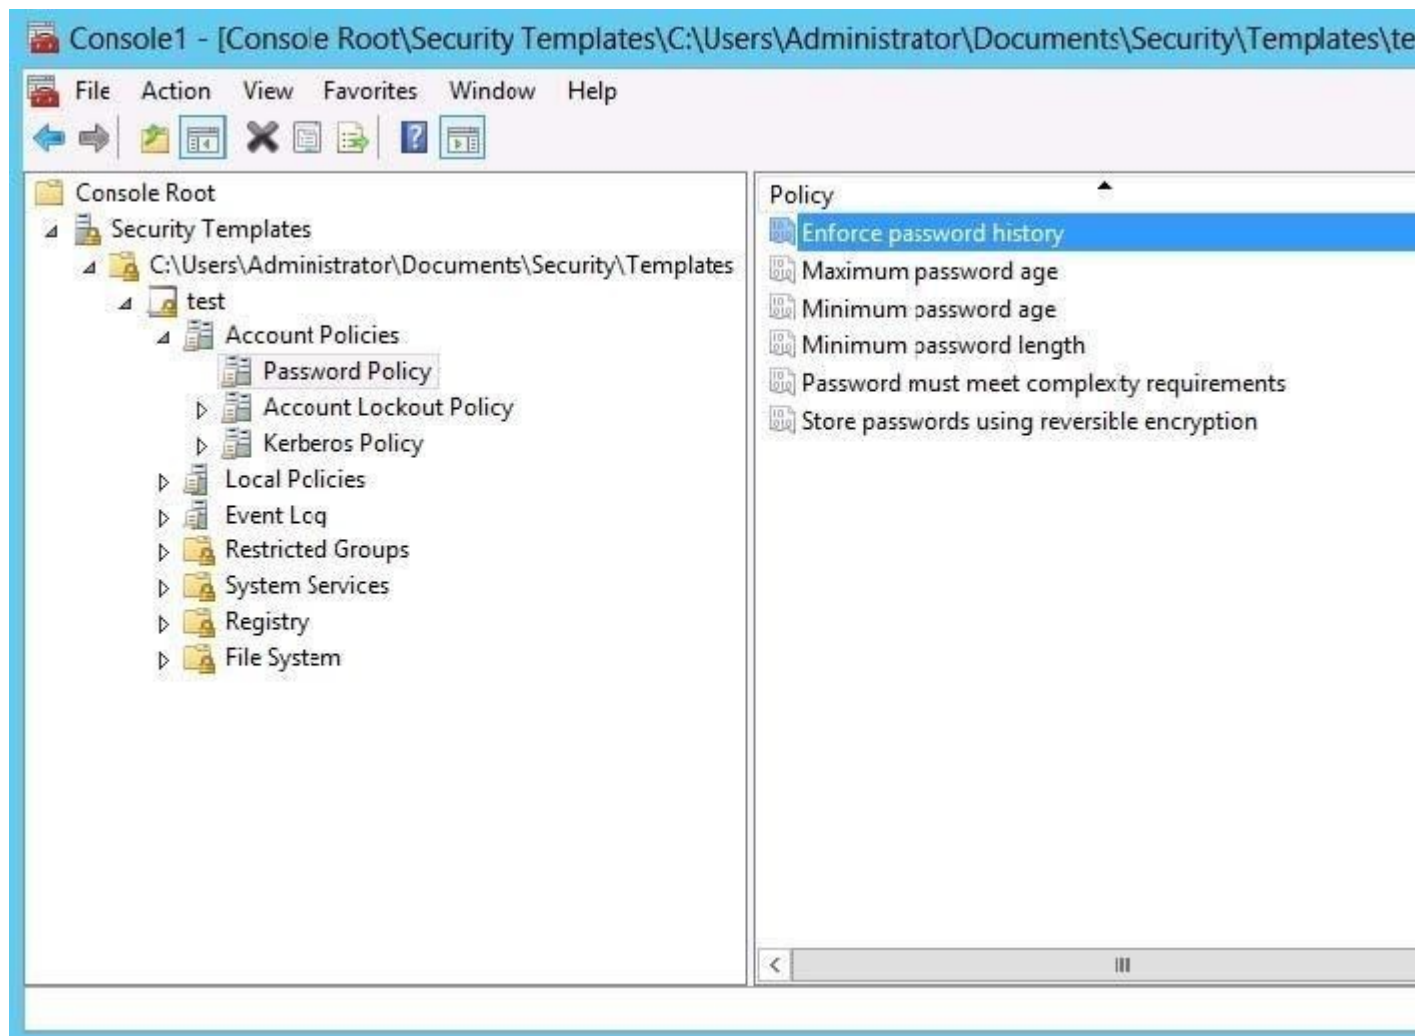 Console1 - [Console Root\Security Templates\C:\Users\Administrator\Documents\Security\Templates\te
File Action View Favorites Window Help
Console Root
Security Templates
C:\Users\Administrator\Documents\Security\Templates
test
Account Policies
Password Policy
Account Lockout Policy
Kerberos Policy
Local Policies
Event Log
Restricted Groups
System Services
Registry
File System
Policy
Enforce password history
Maximum password age
Minimum password age
Minimum password length
Password must meet complexity requirements
Store passwords using reversible encryption